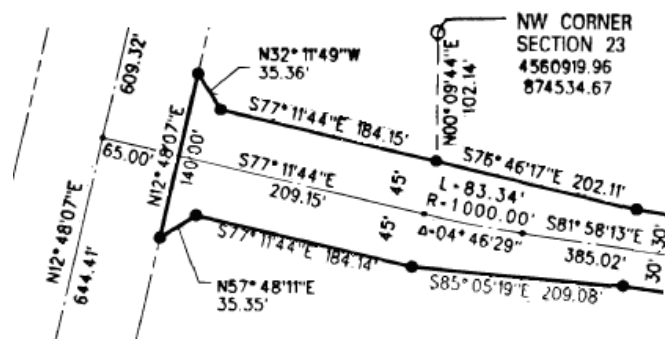 NW CORNER
SECTION 23
4560919.96
874534.67
N00°09'44"E
102.14'
609.32'
N32°11'49"W
35.36'
S77°11'44"E 184.15'
S76°46'17"E 202.11'
65.00'
N12°48'07"E
140.00'
S77°11'44"E
209.15'
45'
L=83.34'
R=1000.00'
Δ=04°46'29"
S81°58'13"E
385.02'
30'
30'
45'
N12°48'07"E
644.41'
S77°11'44"E 184.14'
N57°48'11"E
35.35'
S85°05'19"E 209.08'